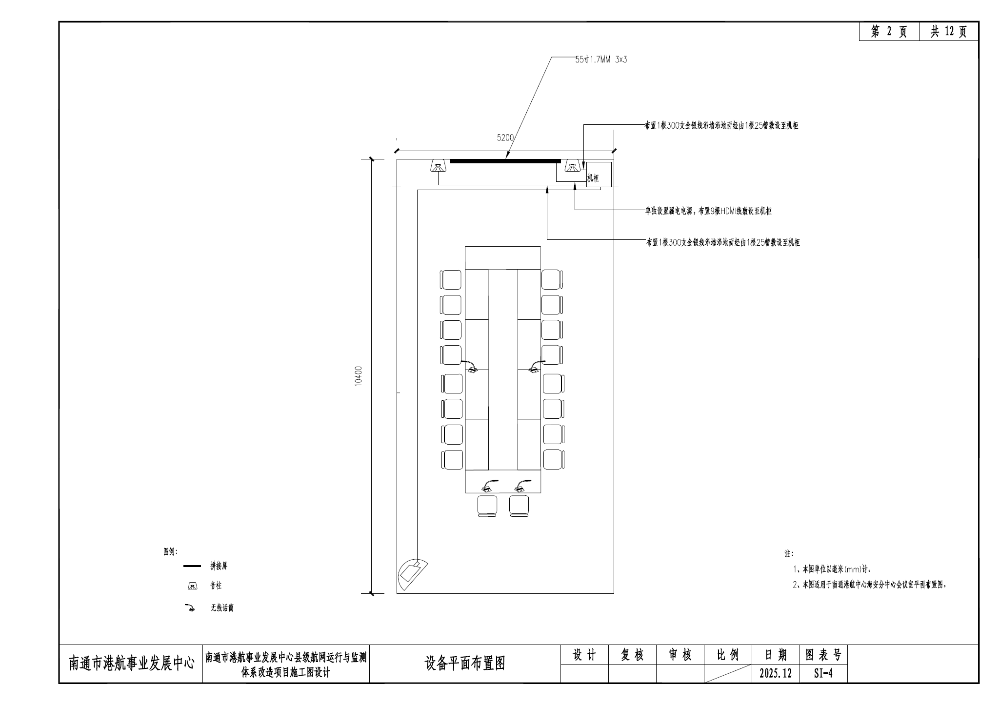 第 2 页 共 12 页
55寸1.7MM 3x3
布置1根300支金银线沿墙沿地面经由1根25管敷设至机柜
5200
机柜
单独设置强电电源，布置9根HDMI线敷设至机柜
布置1根300支金银线沿墙沿地面经由1根25管敷设至机柜
10400
图例：
拼接屏
音柱
无线话筒
注：
1、本图单位以毫米(mm)计。
2、本图适用于南通港航中心海安分中心会议室平面布置图。
南通市港航事业发展中心
南通市港航事业发展中心县级航网运行与监测
体系改造项目施工图设计
设备平面布置图
设 计 复 核 审 核 比 例 日 期 图 表 号
2025.12 SI-4